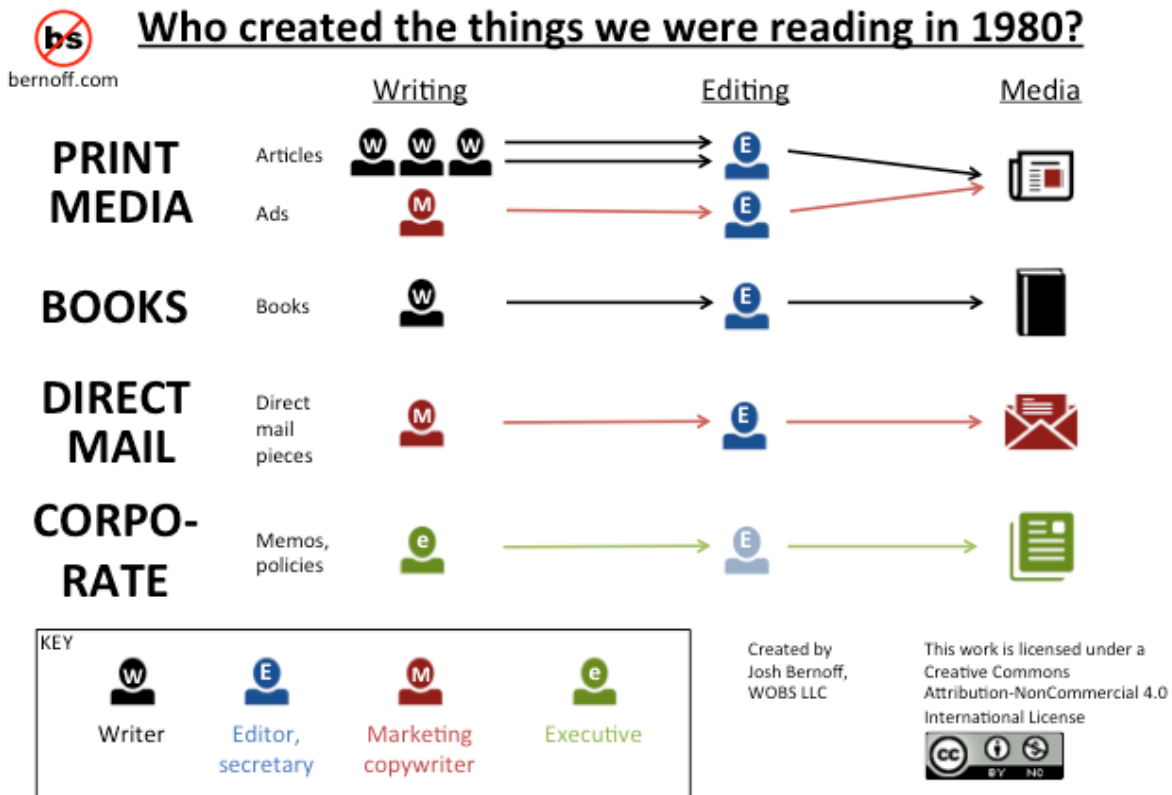 bs
bernoff.com
Who created the things we were reading in 1980?
Writing
Editing
Media
PRINT
MEDIA
Articles
W W W
E
Ads
M
E
BOOKS
Books
W
E
DIRECT
MAIL
Direct
mail
pieces
M
E
CORPO-
RATE
Memos,
policies
e
E
KEY
W
Writer
E
Editor,
secretary
M
Marketing
copywriter
e
Executive
Created by
Josh Bernoff,
WOBS LLC
This work is licensed under a
Creative Commons
Attribution-NonCommercial 4.0
International License
cc
BY NC